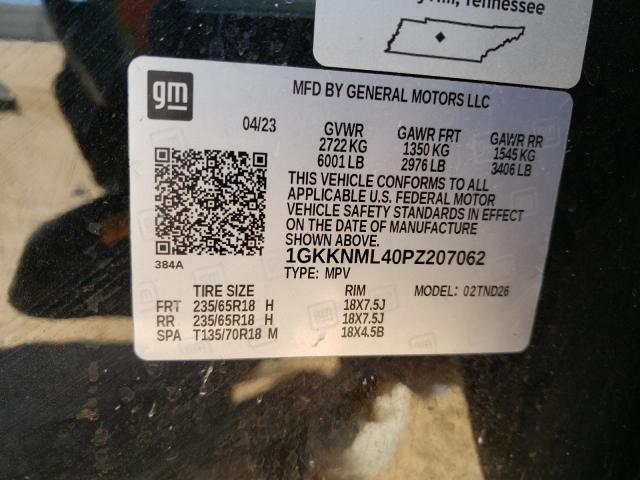 Hill, Tennessee
gm
MFD BY GENERAL MOTORS LLC
04/23
GVWR GAWR FRT GAWR RR
2722 KG 1350 KG 1545 KG
6001 LB 2976 LB 3406 LB
THIS VEHICLE CONFORMS TO ALL
APPLICABLE U.S. FEDERAL MOTOR
VEHICLE SAFETY STANDARDS IN EFFECT
ON THE DATE OF MANUFACTURE
SHOWN ABOVE.
384A
1GKKNML40PZ207062
TYPE: MPV
TIRE SIZE RIM MODEL: 02TND26
FRT 235/65R18 H 18X7.5J
RR 235/65R18 H 18X7.5J
SPA T135/70R18 M 18X4.5B